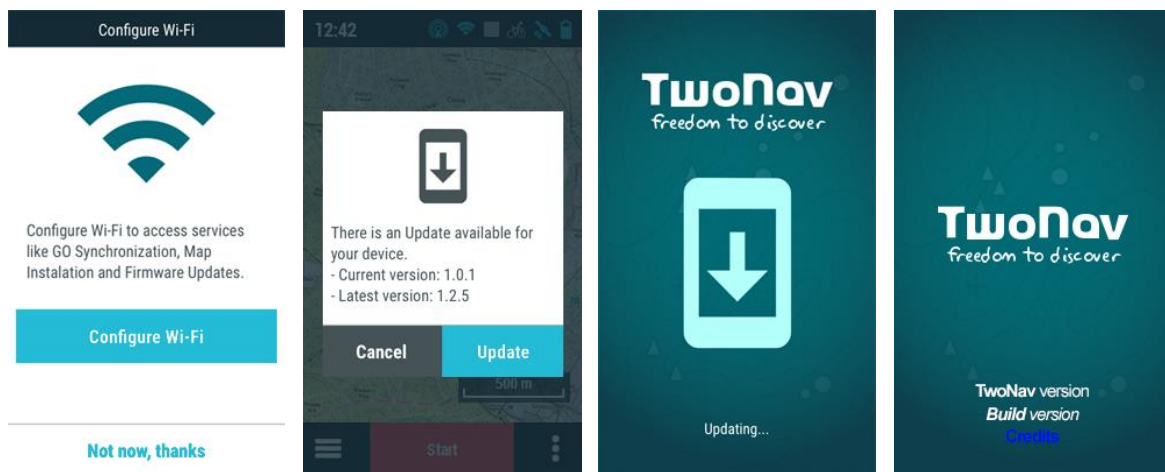 Configure Wi-Fi
Configure Wi-Fi to access services
like GO Synchronization, Map
Instalation and Firmware Updates.
Configure Wi-Fi
Not now, thanks
12:42
There is an Update available for
your device.
- Current version: 1.0.1
- Latest version: 1.2.5
Cancel
Update
500 m
Start
TwoNav
freedom to discover
Updating...
TwoNav
freedom to discover
TwoNav version
Build version
Credits